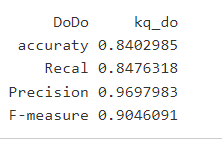 DoDo kq_do
accuraty 0.8402985
Recal 0.8476318
Precision 0.9697983
F-measure 0.9046091